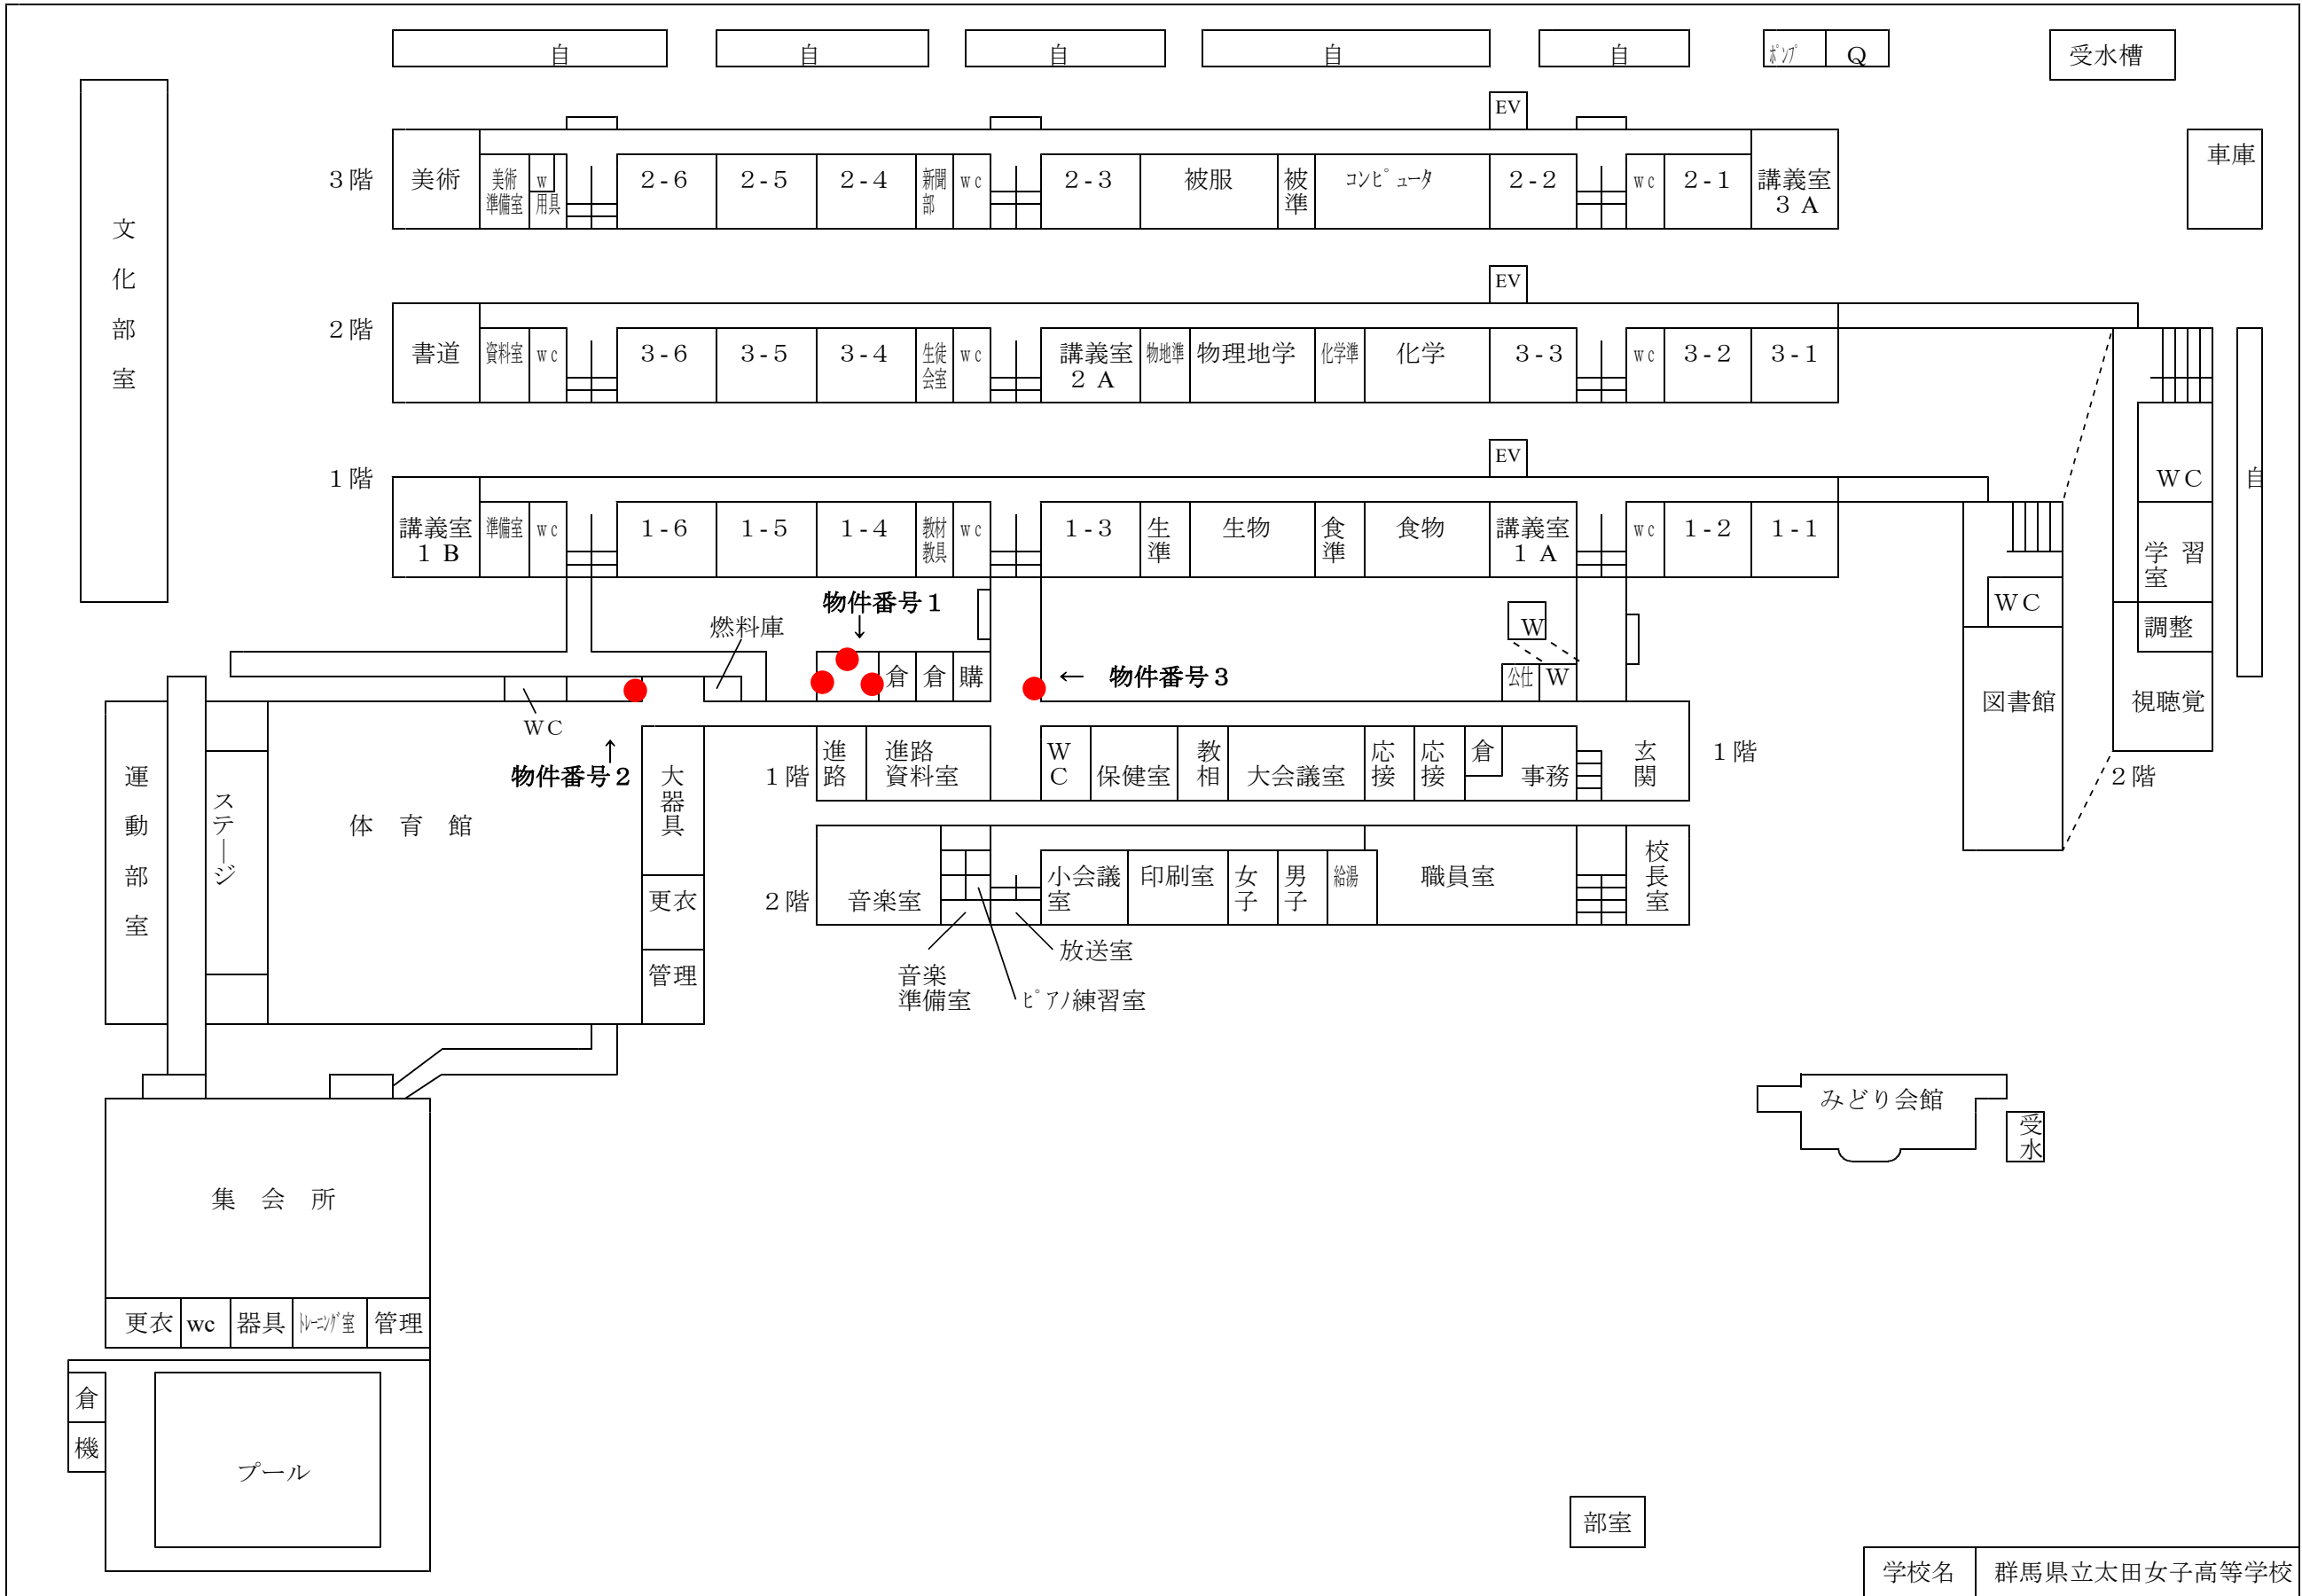 自 自 自 自 自 ﾎﾟﾝﾌﾟ Q 受水槽
EV
車庫
3階 美術 美術準備室 w 用具 2-6 2-5 2-4 新聞部 wc 2-3 被服 被準 ｺﾝﾋﾟｭｰﾀ 2-2 wc 2-1 講義室3A
文化部室
EV
2階 書道 資料室 wc 3-6 3-5 3-4 生徒会室 wc 講義室2A 物地準 物理地学 化学準 化学 3-3 wc 3-2 3-1
EV
WC 自
1階 講義室1B 準備室 wc 1-6 1-5 1-4 教材教具 wc 1-3 生準 生物 食準 食物 講義室1A wc 1-2 1-1
学習室
WC
調整
物件番号1
↓
燃料庫
W
倉 倉 購 ← 物件番号3 公仕 W
図書館 視聴覚
WC
↑
物件番号2
1階 進路 進路資料室 WC 保健室 教相 大会議室 応接 応接 倉 事務 玄関 1階
2階
運動部室 ステージ 体育館 大器具
更衣
管理
2階 音楽室 小会議室 印刷室 女子 男子 給湯 職員室 校長室
放送室
音楽準備室 ﾋﾟｱﾉ練習室
みどり会館
受水
集会所
更衣 wc 器具 ﾄﾚｰﾆﾝｸﾞ室 管理
倉
機
プール
部室
学校名 群馬県立太田女子高等学校